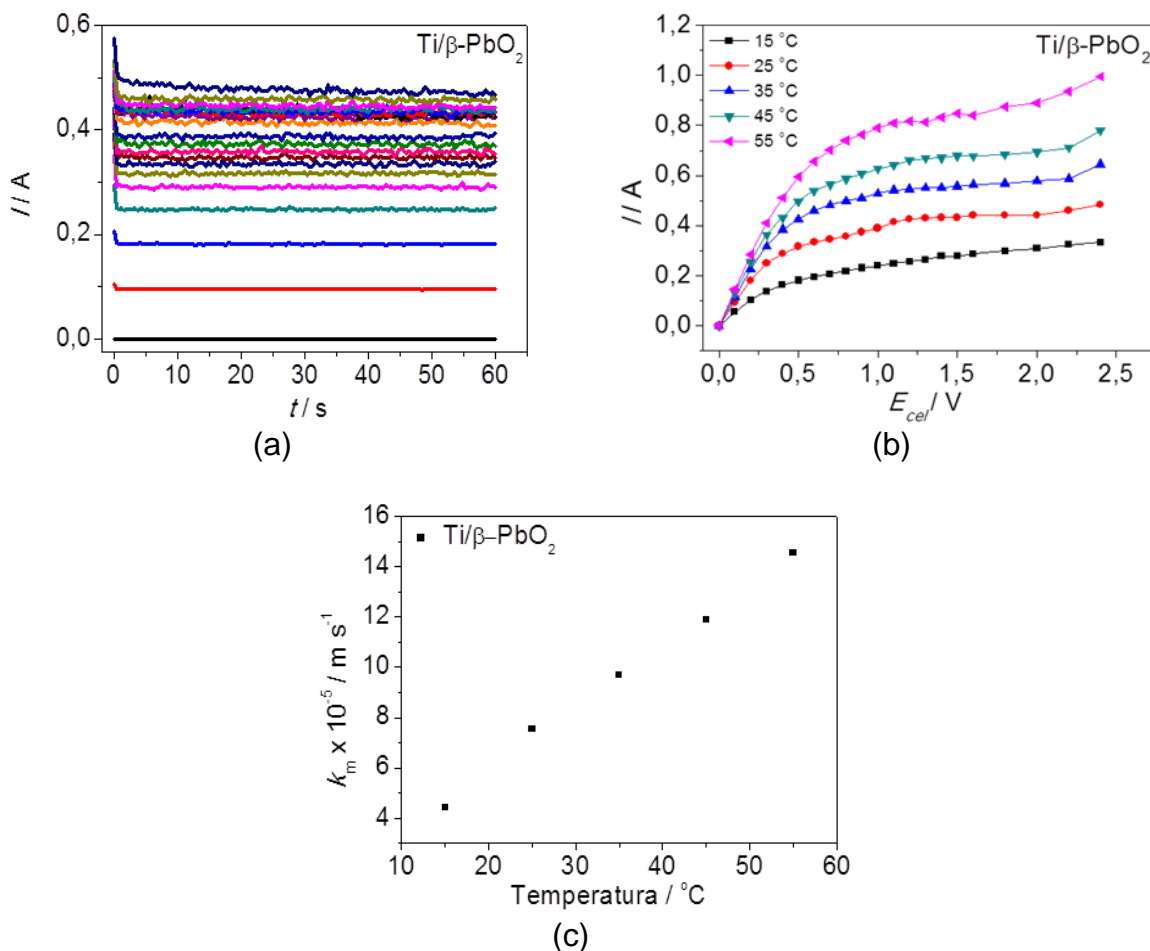 0,6
0,4
0,2
0,0
I / A
Ti/β-PbO₂
0 10 20 30 40 50 60
t / s
(a)
1,2
1,0
0,8
0,6
0,4
0,2
0,0
I / A
15 °C
25 °C
35 °C
45 °C
55 °C
Ti/β-PbO₂
0,0 0,5 1,0 1,5 2,0 2,5
E_cel / V
(b)
16
14
12
10
8
6
4
k_m x 10⁻⁵ / m s⁻¹
Ti/β–PbO₂
10 20 30 40 50 60
Temperatura / °C
(c)